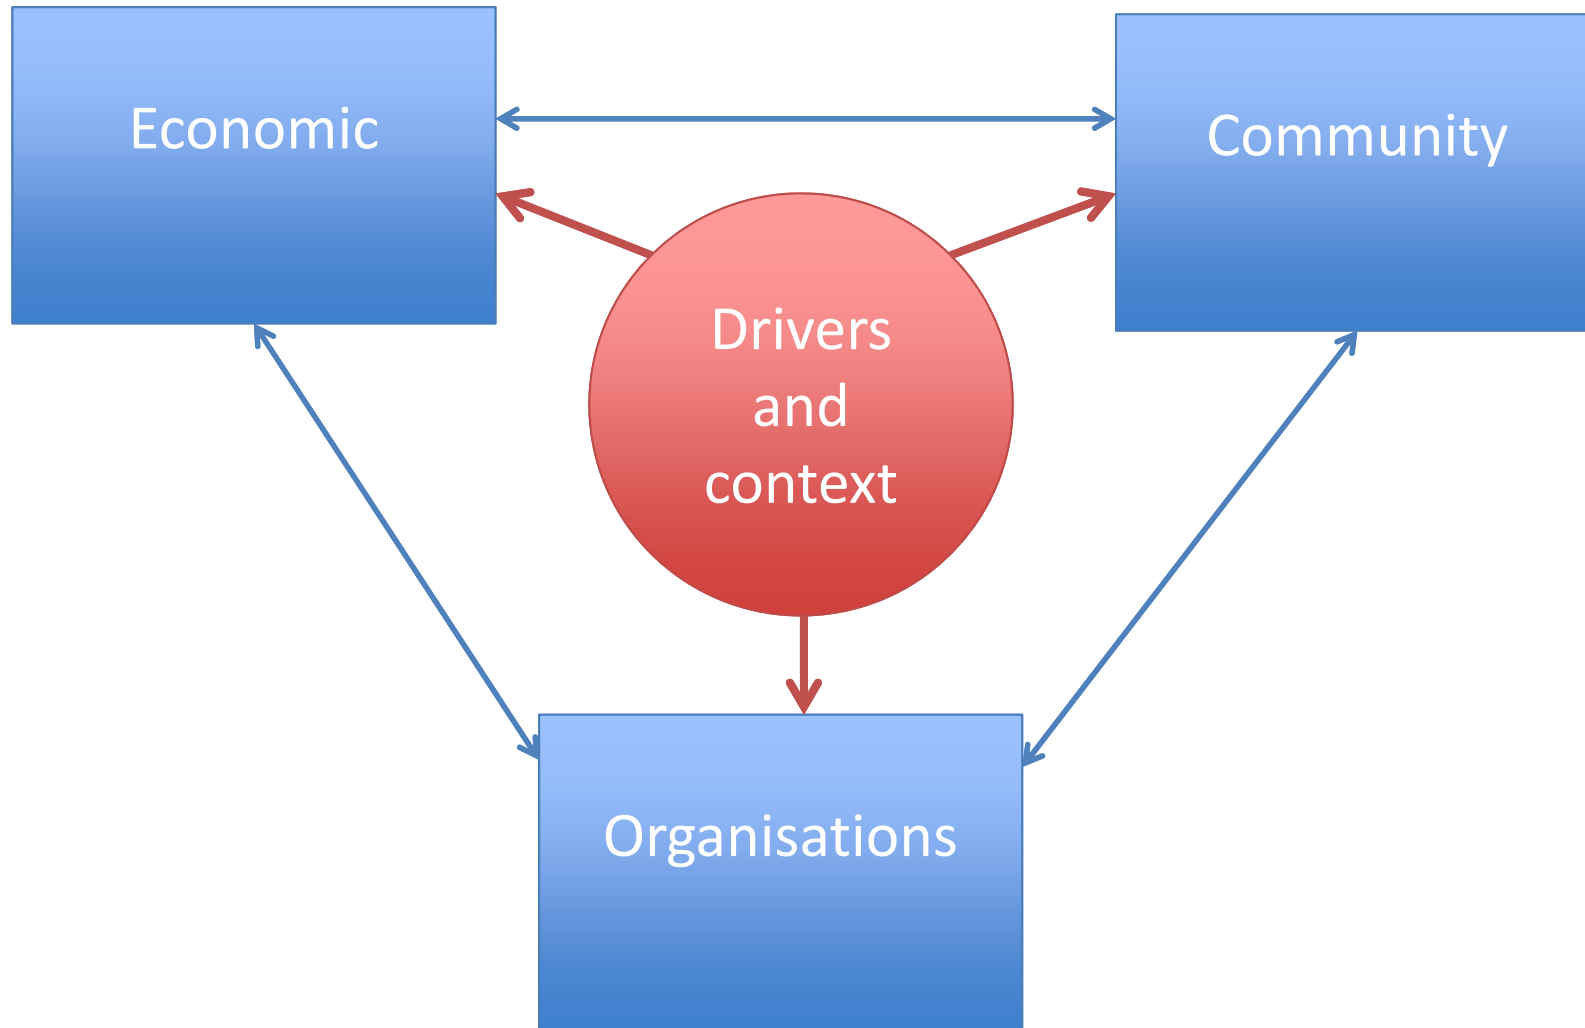 Economic
Community
Drivers
and
context
Organisations